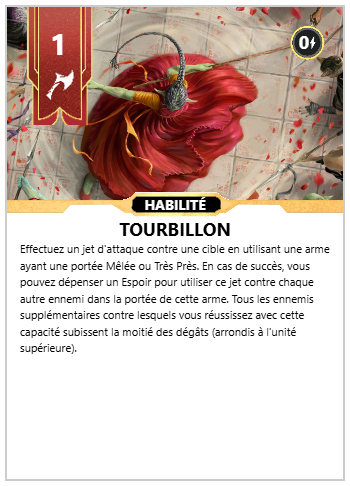 1
0
HABILITÉ
TOURBILLON
Effectuez un jet d'attaque contre une cible en utilisant une arme
ayant une portée Mêlée ou Très Près. En cas de succès, vous
pouvez dépenser un Espoir pour utiliser ce jet contre chaque
autre ennemi dans la portée de cette arme. Tous les ennemis
supplémentaires contre lesquels vous réussissez avec cette
capacité subissent la moitié des dégâts (arrondis à l'unité
supérieure).